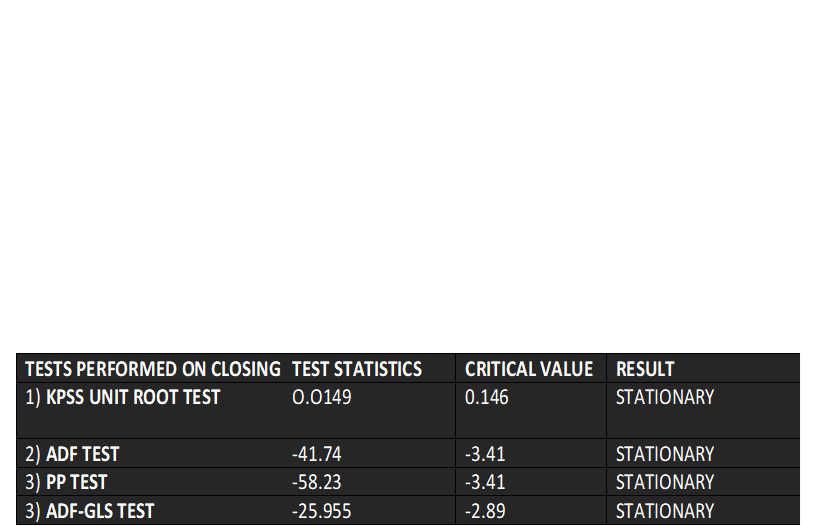 TESTS PERFORMED ON CLOSING TEST STATISTICS CRITICAL VALUE RESULT
1) KPSS UNIT ROOT TEST O.O149 0.146 STATIONARY
2) ADF TEST -41.74 -3.41 STATIONARY
3) PP TEST -58.23 -3.41 STATIONARY
3) ADF-GLS TEST -25.955 -2.89 STATIONARY